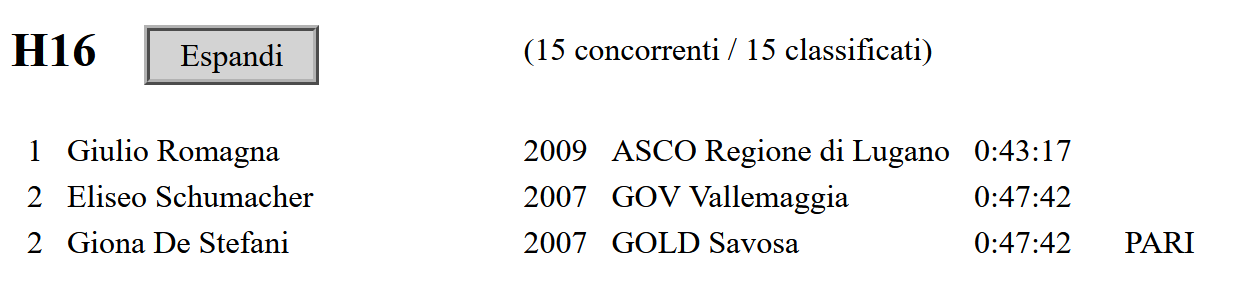 H16 Espandi (15 concorrenti / 15 classificati)
1 Giulio Romagna 2009 ASCO Regione di Lugano 0:43:17
2 Eliseo Schumacher 2007 GOV Vallemaggia 0:47:42
2 Giona De Stefani 2007 GOLD Savosa 0:47:42 PARI